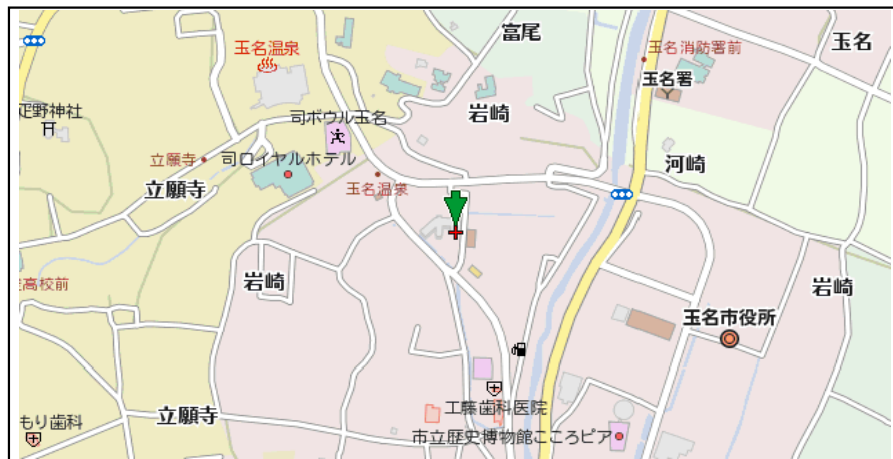 富尾
玉名消防署前
玉名
玉名温泉
玉名署
疋野神社
司ボウル玉名
岩崎
立願寺
司ロイヤルホテル
河崎
立願寺
玉名温泉
高校前
岩崎
岩崎
玉名市役所
工藤歯科医院
立願寺
もり歯科
市立歴史博物館こころピア